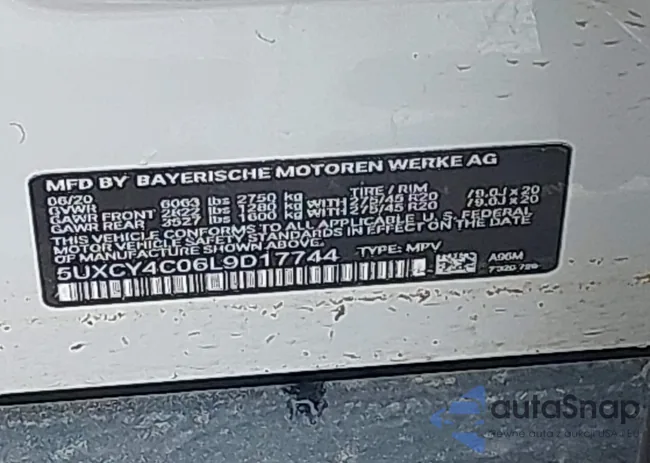 MFD BY BAYERISCHE MOTOREN WERKE AG
06/20 TIRE / RIM
GVWR 6063 lbs 2750 kg
GAWR FRONT 2822 lbs 1280 kg WITH 275/45 R20 /9.0J x 20
GAWR REAR 3527 lbs 1600 kg WITH 275/45 R20 /9.0J x 20
THIS VEHICLE CONFORMS TO ALL APPLICABLE U.S. FEDERAL
MOTOR VEHICLE SAFETY STANDARDS IN EFFECT ON THE DATE
OF MANUFACTURE SHOWN ABOVE.
5UXCY4C06L9D17744 TYPE: MPV
A96M
7 320 729
autoSnap